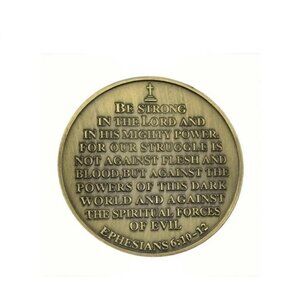 BE STRONG
IN THE LORD AND
IN HIS MIGHTY POWER.
FOR OUR STRUGGLE IS
NOT AGAINST FLESH AND
BLOOD, BUT AGAINST THE
POWERS OF THIS DARK
WORLD AND AGAINST
THE SPIRITUAL FORCES
OF EVIL
EPHESIANS 6:10-12